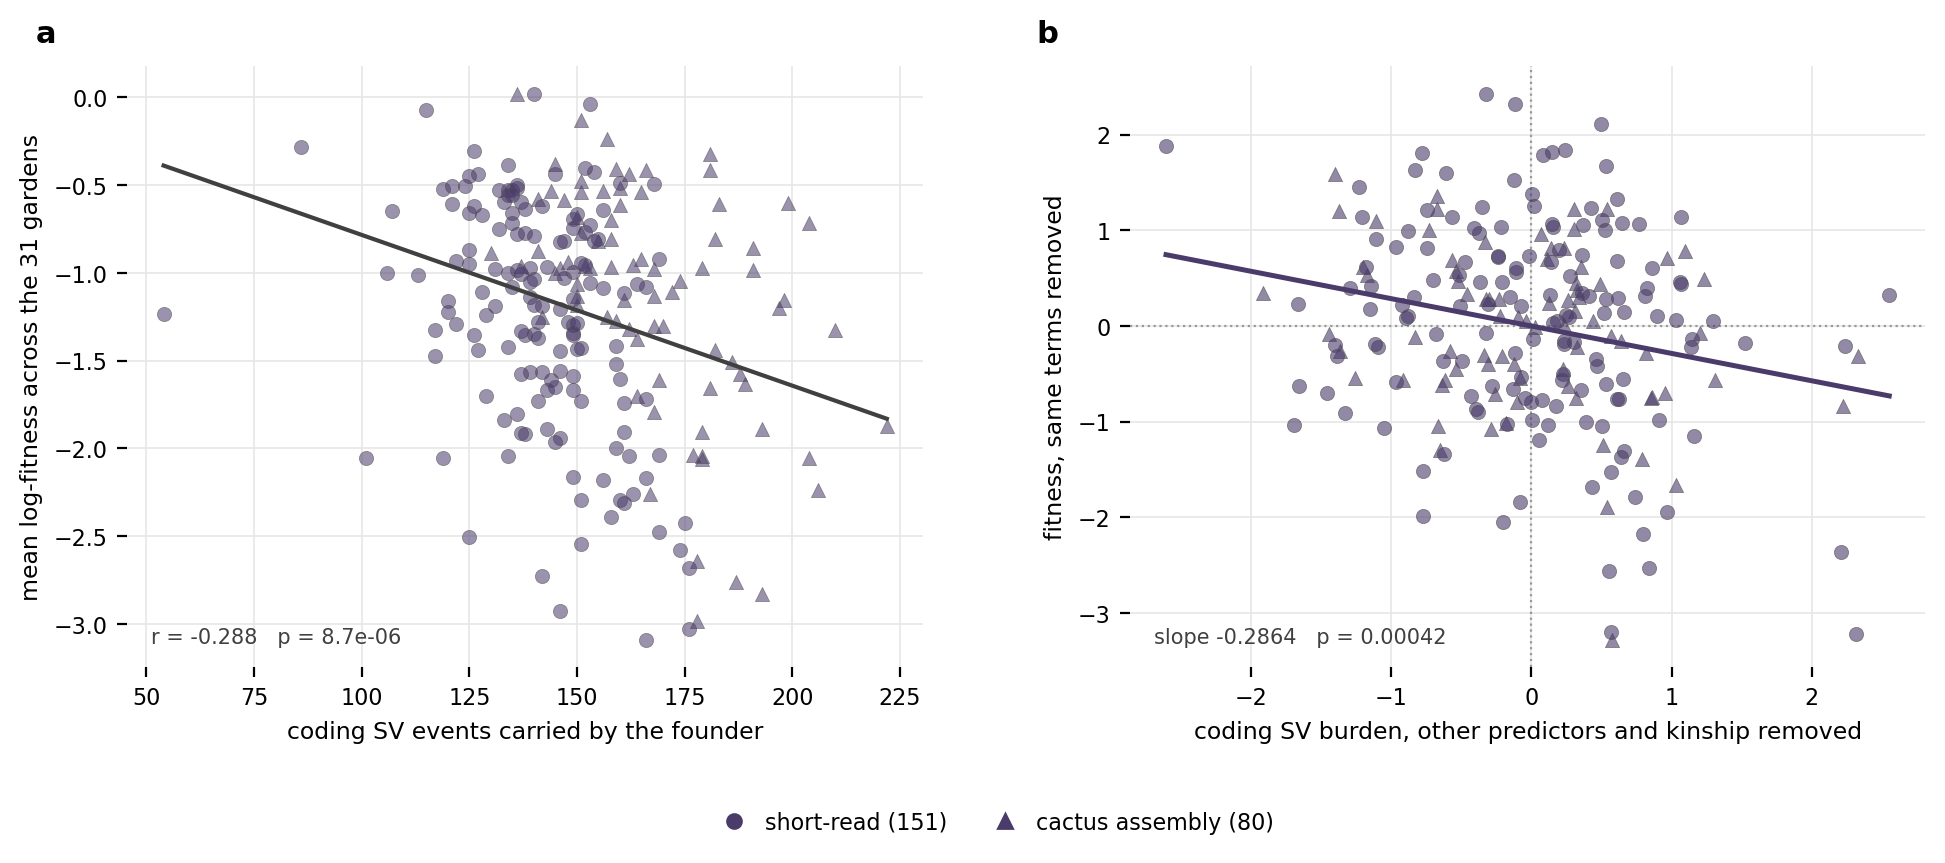 a
b
mean log-fitness across the 31 gardens
0.0
−0.5
−1.0
−1.5
−2.0
−2.5
−3.0
r = -0.288 p = 8.7e-06
50 75 100 125 150 175 200 225
coding SV events carried by the founder
fitness, same terms removed
2
1
0
−1
−2
−3
slope -0.2864 p = 0.00042
−2 −1 0 1 2
coding SV burden, other predictors and kinship removed
short-read (151) cactus assembly (80)